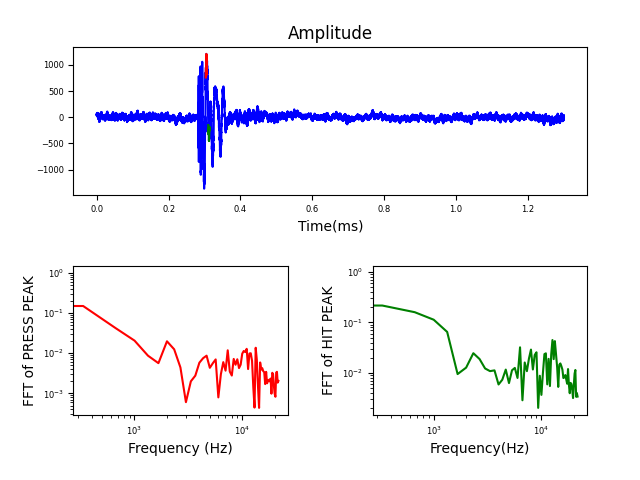 Amplitude
1000
500
0
−500
−1000
0.0 0.2 0.4 0.6 0.8 1.0 1.2
Time(ms)
FFT of PRESS PEAK
10⁰
10⁻¹
10⁻²
10⁻³
10³ 10⁴
Frequency (Hz)
FFT of HIT PEAK
10⁰
10⁻¹
10⁻²
10³ 10⁴
Frequency(Hz)